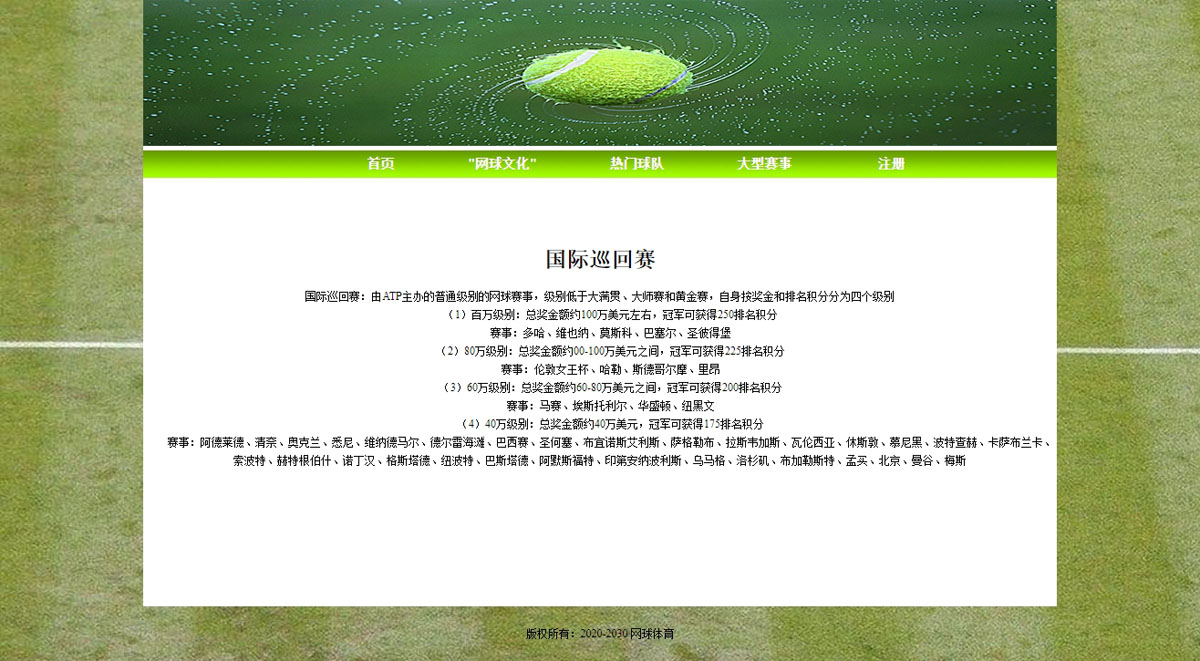 首页 "网球文化" 热门球队 大型赛事 注册
国际巡回赛
国际巡回赛：由ATP主办的普通级别的网球赛事，级别低于大满贯、大师赛和黄金赛，自身按奖金和排名积分分为四个级别
（1）百万级别：总奖金额约100万美元左右，冠军可获得250排名积分
赛事：多哈、维也纳、莫斯科、巴塞尔、圣彼得堡
（2）80万级别：总奖金额约00-100万美元之间，冠军可获得225排名积分
赛事：伦敦女王杯、哈勒、斯德哥尔摩、里昂
（3）60万级别：总奖金额约60-80万美元之间，冠军可获得200排名积分
赛事：马赛、埃斯托利尔、华盛顿、纽黑文
（4）40万级别：总奖金额约40万美元，冠军可获得175排名积分
赛事：阿德莱德、清奈、奥克兰、悉尼、维纳德马尔、德尔雷海滩、巴西赛、圣何塞、布宜诺斯艾利斯、萨格勒布、拉斯韦加斯、瓦伦西亚、休斯敦、慕尼黑、波特查赫、卡萨布兰卡、
索波特、赫特根伯什、诺丁汉、格斯塔德、纽波特、巴斯塔德、阿默斯福特、印第安纳波利斯、乌马格、洛杉矶、布加勒斯特、孟买、北京、曼谷、梅斯
版权所有：2020-2030 网球体育